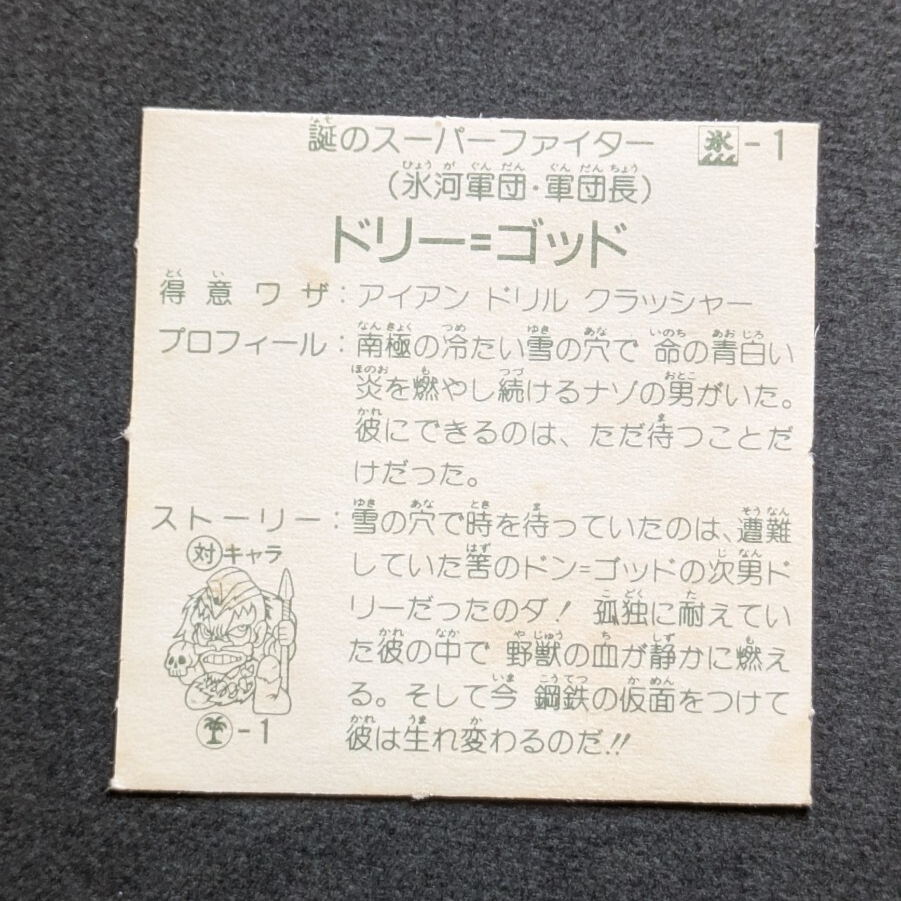 誕のスーパーファイター 氷-1
(氷河軍団・軍団長)
ドリー=ゴッド
得意ワザ:アイアン ドリル クラッシャー
プロフィール:南極の冷たい雪の穴で 命の青白い
炎を燃やし続けるナゾの男がいた。
彼にできるのは、ただ待つことだ
けだった。
ストーリー:雪の穴で時を待っていたのは、遭難
していた筈のドン=ゴッドの次男ド
リーだったのダ! 孤独に耐えてい
た彼の中で 野獣の血が静かに燃え
る。そして今 鋼鉄の仮面をつけて
彼は生れ変わるのだ!!
対キャラ
-1